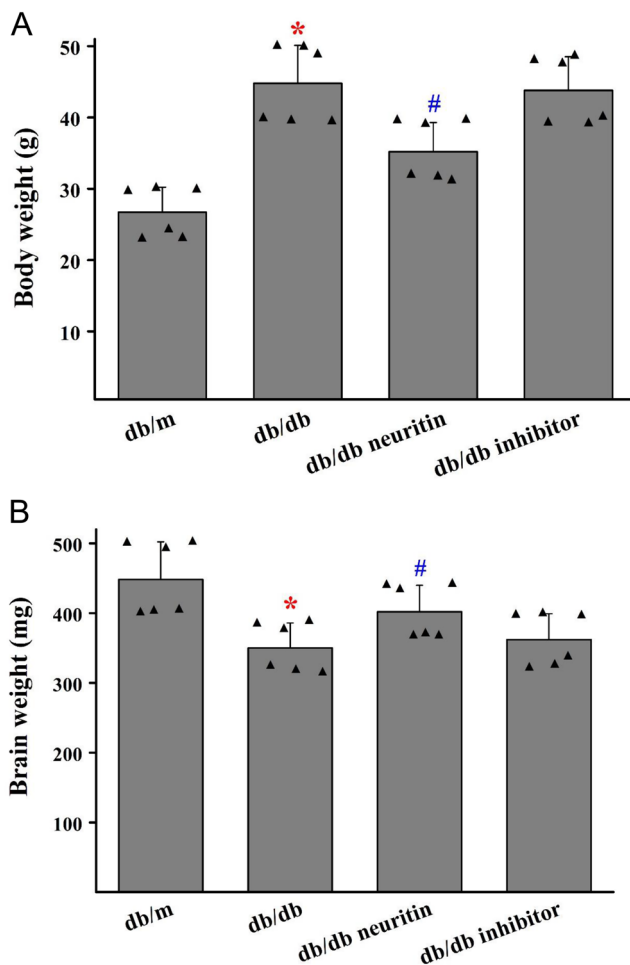 A
Body weight (g)
50
40
30
20
10
*
#
db/m
db/db
db/db neuritin
db/db inhibitor
B
Brain weight (mg)
500
400
300
200
100
*
#
db/m
db/db
db/db neuritin
db/db inhibitor